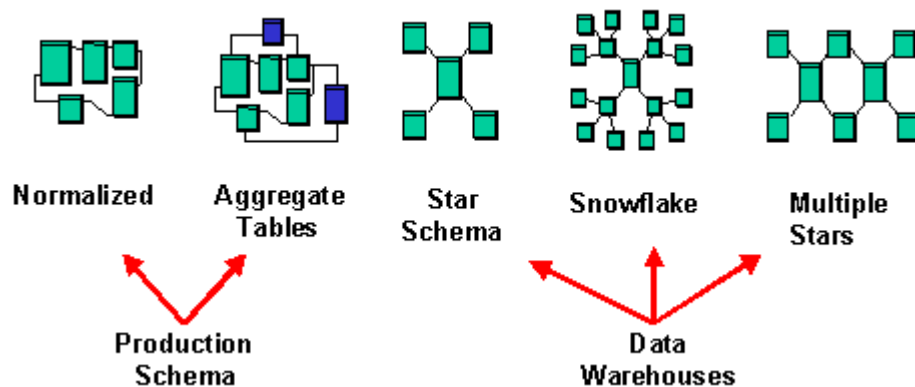 Normalized
Aggregate
Tables
Star
Schema
Snowflake
Multiple
Stars
Production
Schema
Data
Warehouses